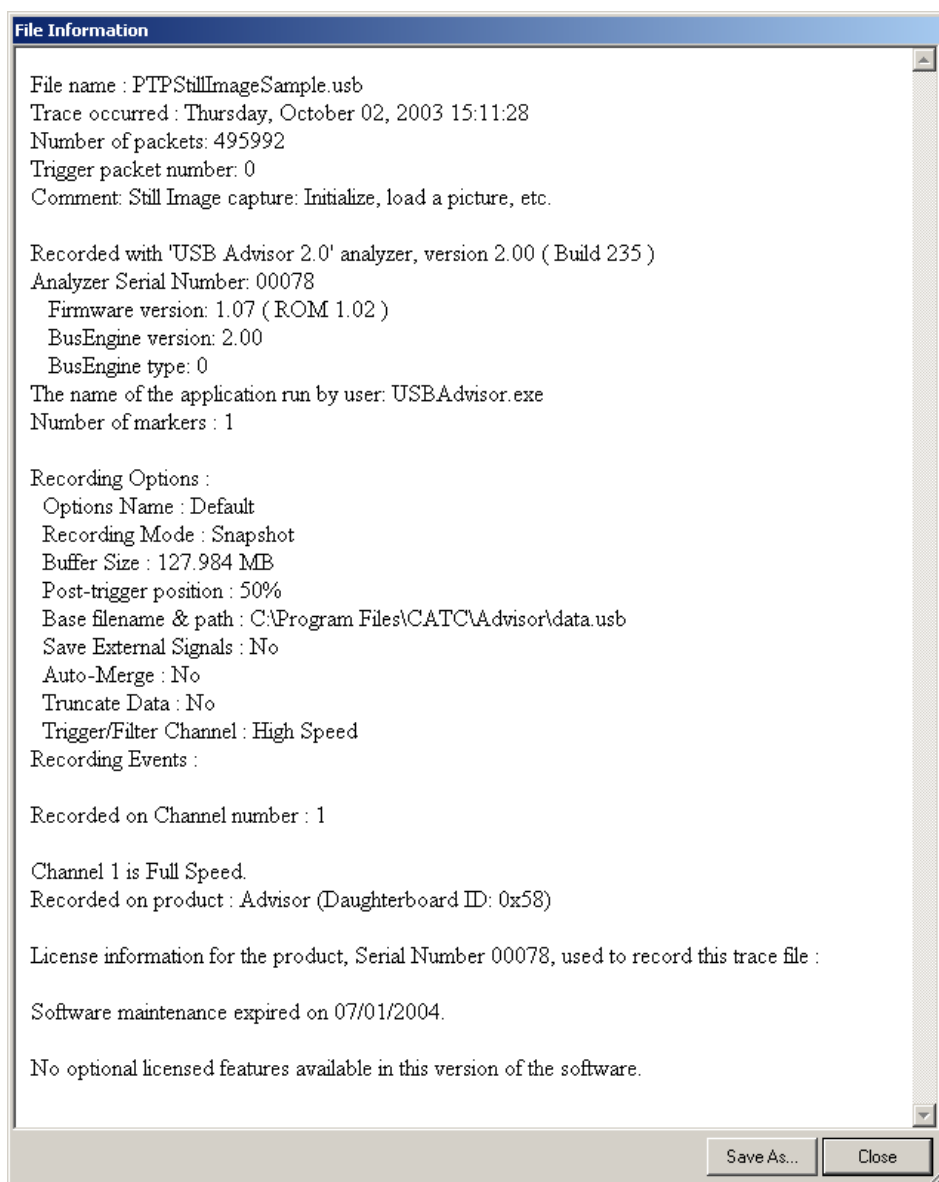 File Information
File name : PTPStillImageSample.usb
Trace occurred : Thursday, October 02, 2003 15:11:28
Number of packets: 495992
Trigger packet number: 0
Comment: Still Image capture: Initialize, load a picture, etc.
Recorded with 'USB Advisor 2.0' analyzer, version 2.00 ( Build 235 )
Analyzer Serial Number: 00078
Firmware version: 1.07 ( ROM 1.02 )
BusEngine version: 2.00
BusEngine type: 0
The name of the application run by user: USBAdvisor.exe
Number of markers : 1
Recording Options :
Options Name : Default
Recording Mode : Snapshot
Buffer Size : 127.984 MB
Post-trigger position : 50%
Base filename & path : C:\Program Files\CATC\Advisor\data.usb
Save External Signals : No
Auto-Merge : No
Truncate Data : No
Trigger/Filter Channel : High Speed
Recording Events :
Recorded on Channel number : 1
Channel 1 is Full Speed.
Recorded on product : Advisor (Daughterboard ID: 0x58)
License information for the product, Serial Number 00078, used to record this trace file :
Software maintenance expired on 07/01/2004.
No optional licensed features available in this version of the software.
Save As... Close